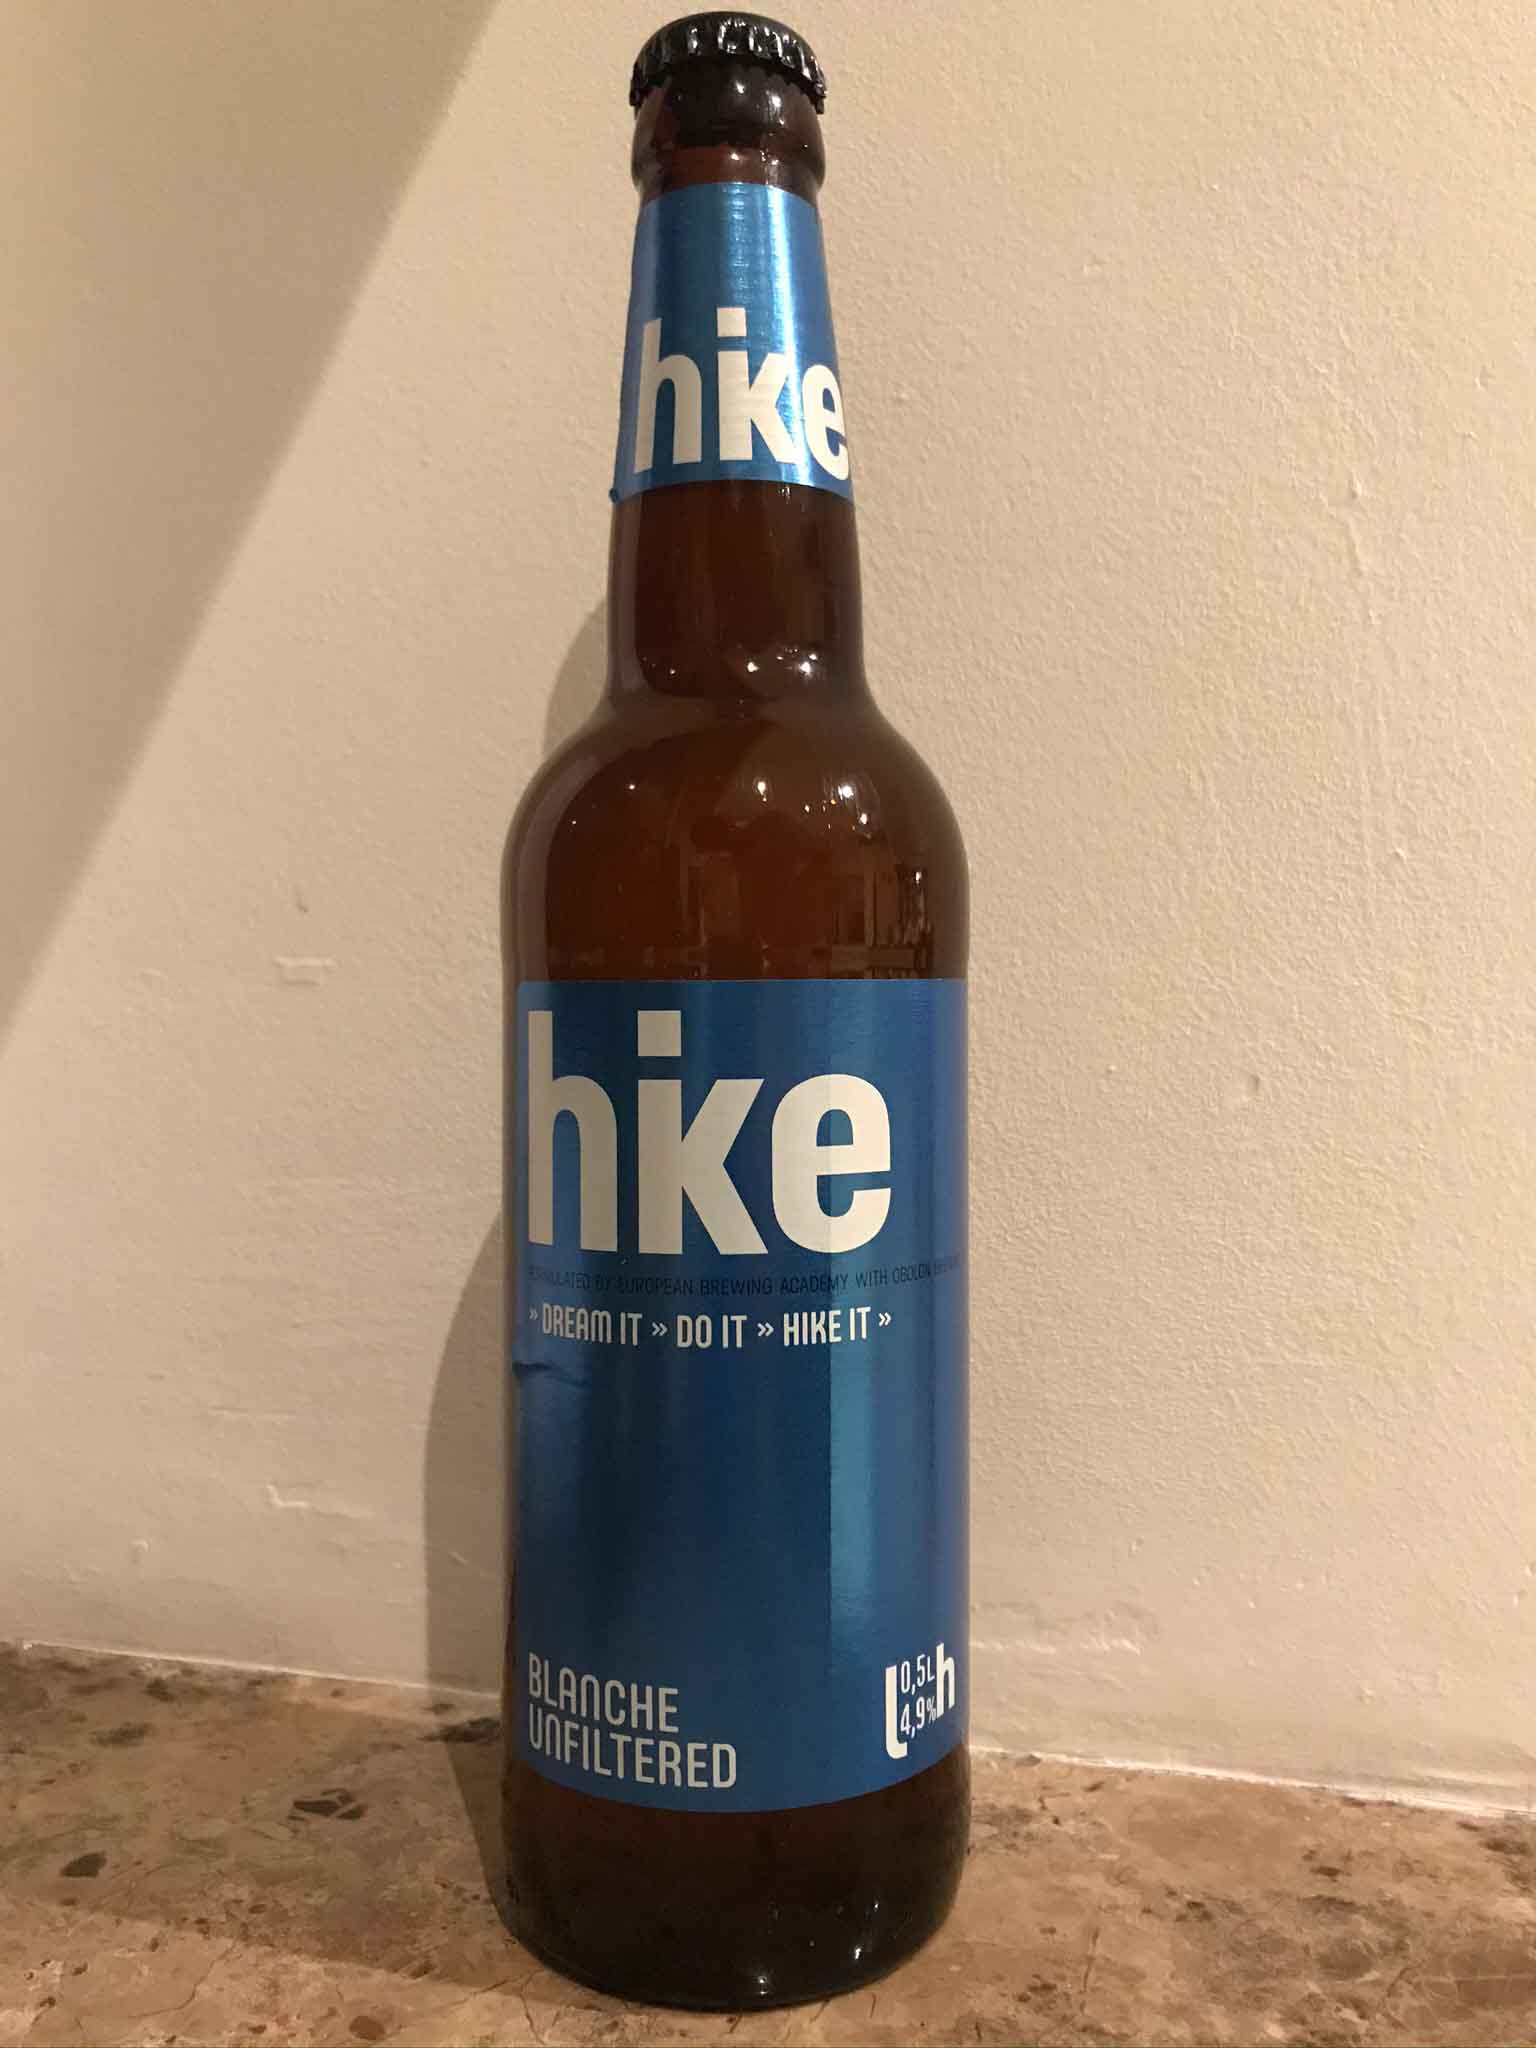 hike
hike
FORMULATED BY EUROPEAN BREWING ACADEMY WITH OBOLON
» DREAM IT » DO IT » HIKE IT »
BLANCHE
UNFILTERED
0,5L
4,9%
h